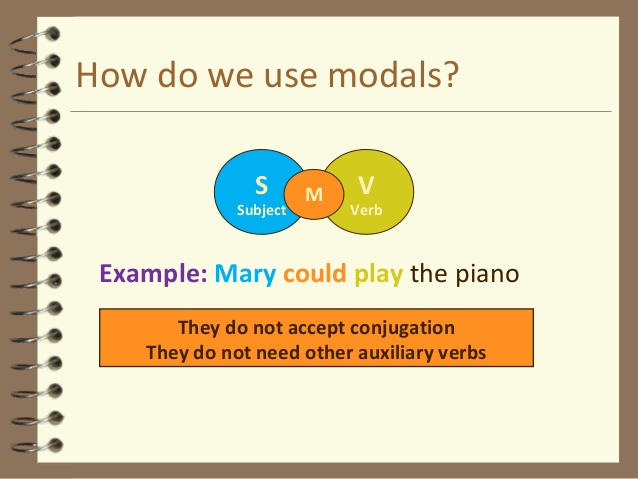 How do we use modals?
S M V
Subject Verb
Example: Mary could play the piano
They do not accept conjugation
They do not need other auxiliary verbs